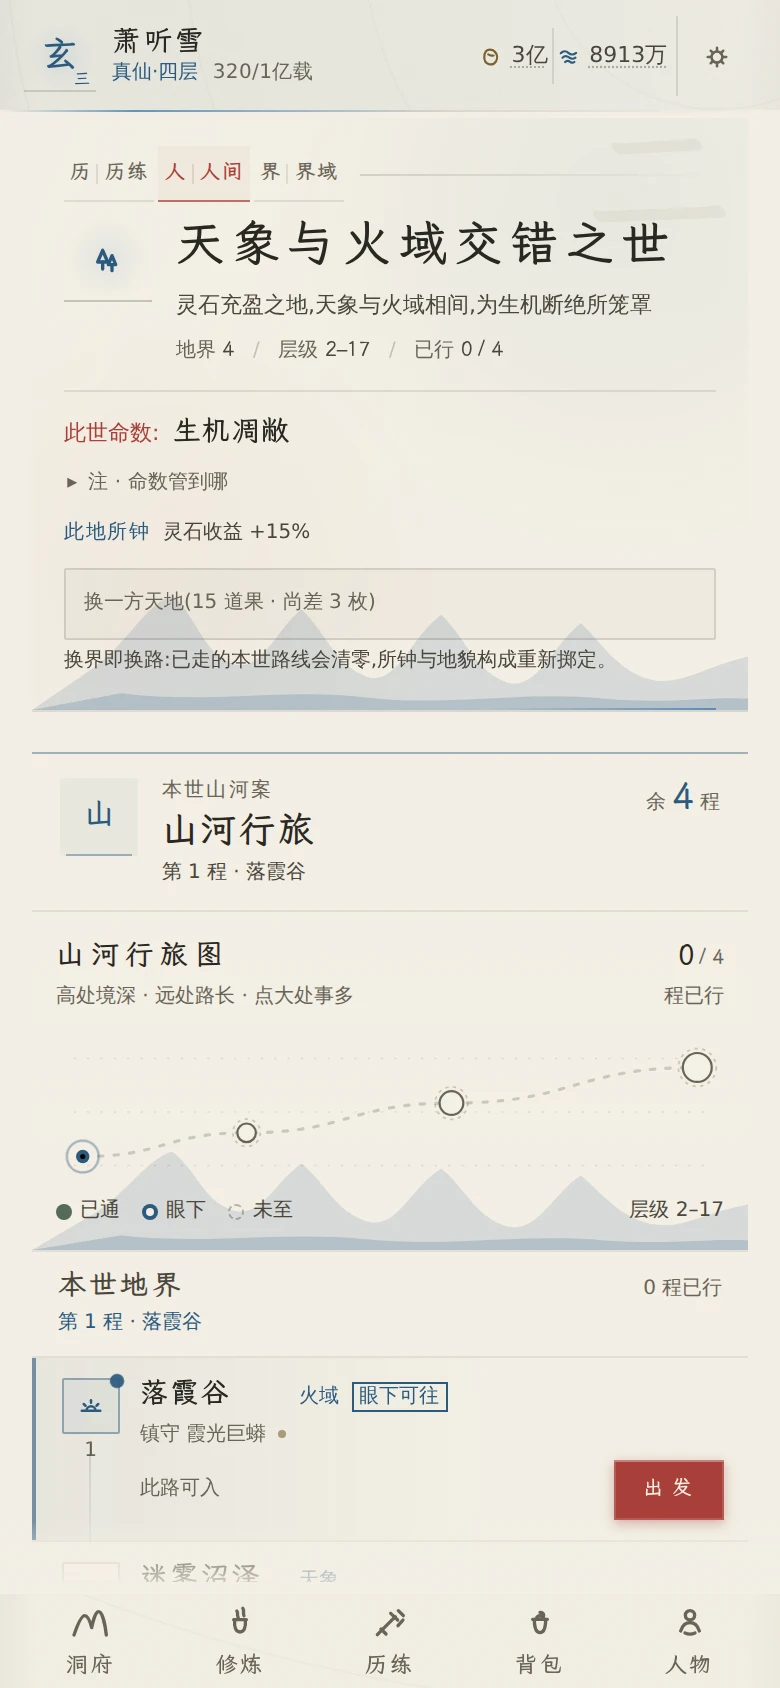 玄三
萧听雪
真仙·四层 320/1亿载
3亿 8913万
历 历练 人 人间 界 界域
天象与火域交错之世
灵石充盈之地,天象与火域相间,为生机断绝所笼罩
地界 4 / 层级 2–17 / 已行 0 / 4
此世命数: 生机凋敝
▸ 注 · 命数管到哪
此地所钟 灵石收益 +15%
换一方天地(15 道果 · 尚差 3 枚)
换界即换路:已走的本世路线会清零,所钟与地貌构成重新掷定。
山
本世山河案
山河行旅
第 1 程 · 落霞谷
余 4 程
山河行旅图
0 / 4
高处境深 · 远处路长 · 点大处事多
程已行
已通 眼下 未至 层级 2–17
本世地界
0 程已行
第 1 程 · 落霞谷
落霞谷 火域 眼下可往
镇守 霞光巨蟒
1
此路可入
出发
迷雾沼泽 天象
洞府 修炼 历练 背包 人物